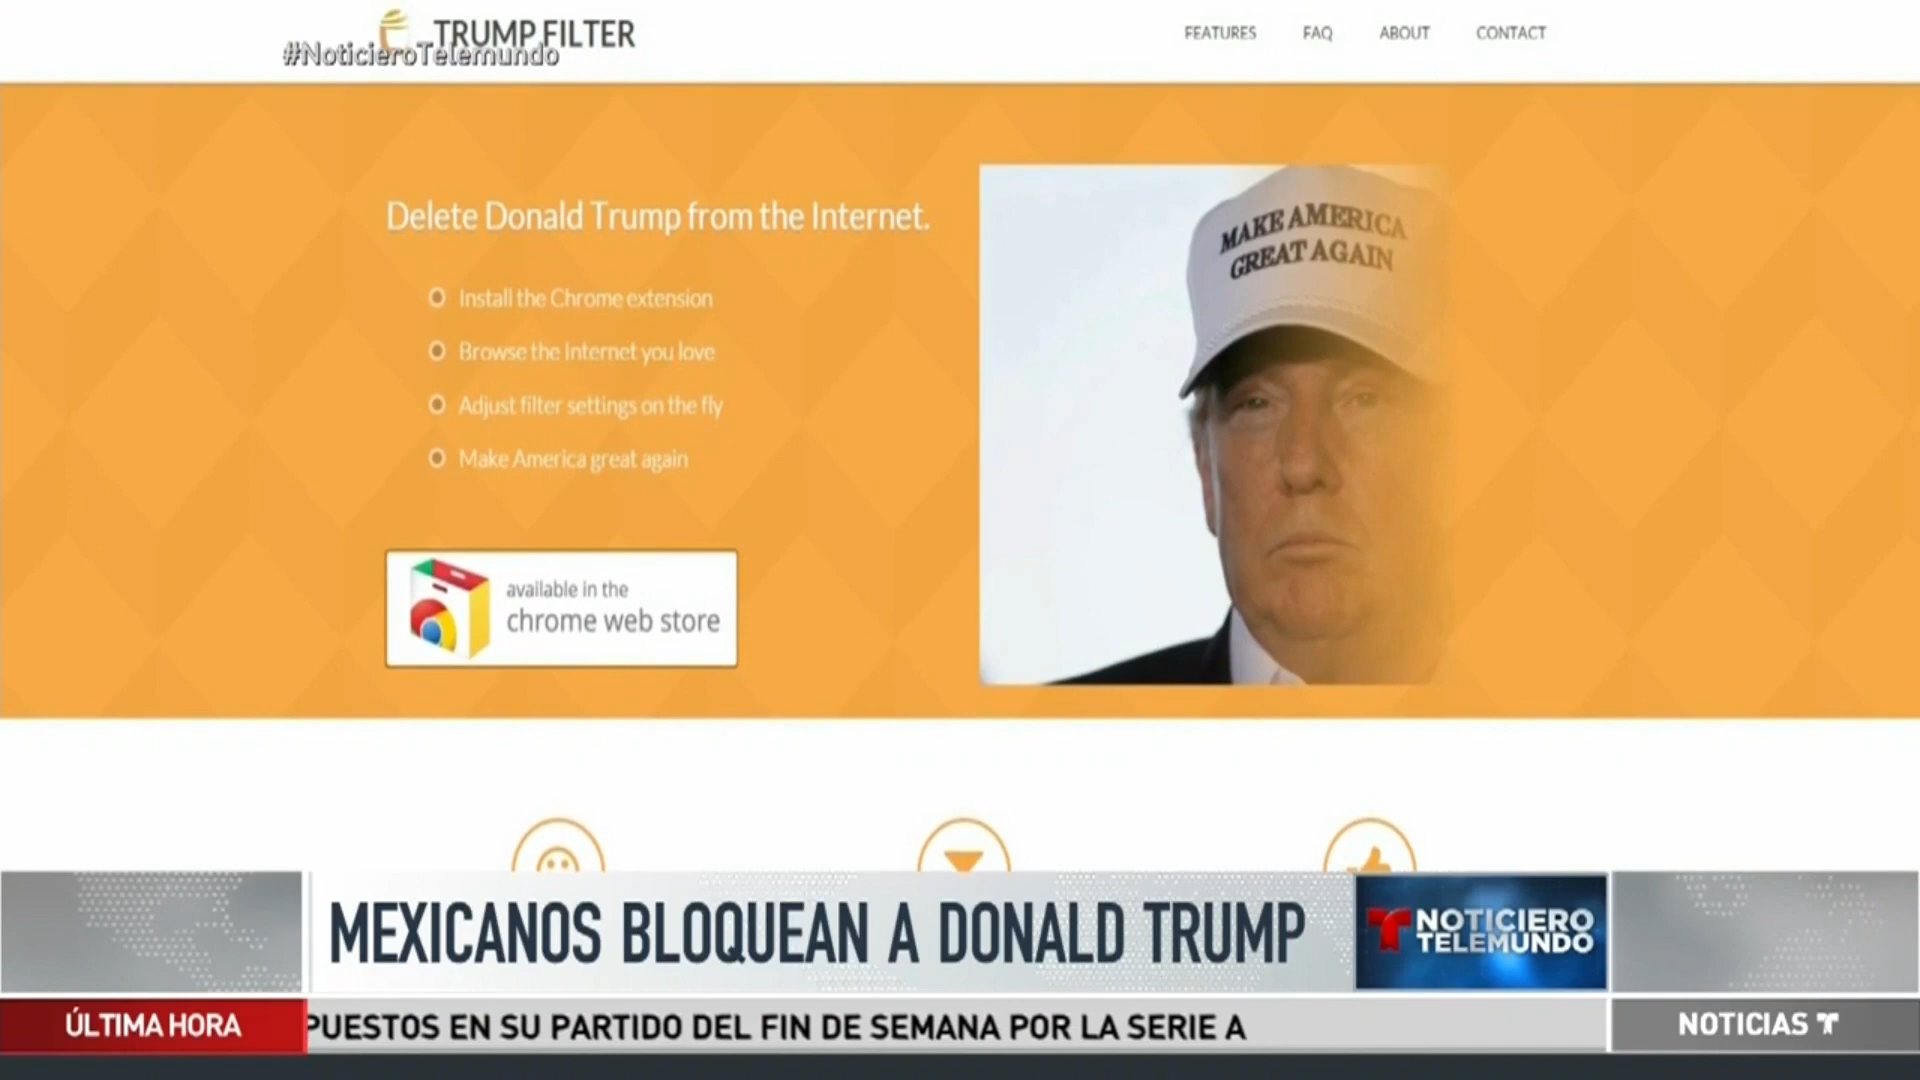 TRUMP FILTER
#NoticieroTelemundo
FEATURES
FAQ
ABOUT
CONTACT
Delete Donald Trump from the Internet.
Install the Chrome extension
Browse the Internet you love
Adjust filter settings on the fly
Make America great again
available in the
chrome web store
MAKE AMERICA
GREAT AGAIN
MEXICANOS BLOQUEAN A DONALD TRUMP
NOTICIERO
TELEMUNDO
ÚLTIMA HORA
PUESTOS EN SU PARTIDO DEL FIN DE SEMANA POR LA SERIE A
NOTICIAS T